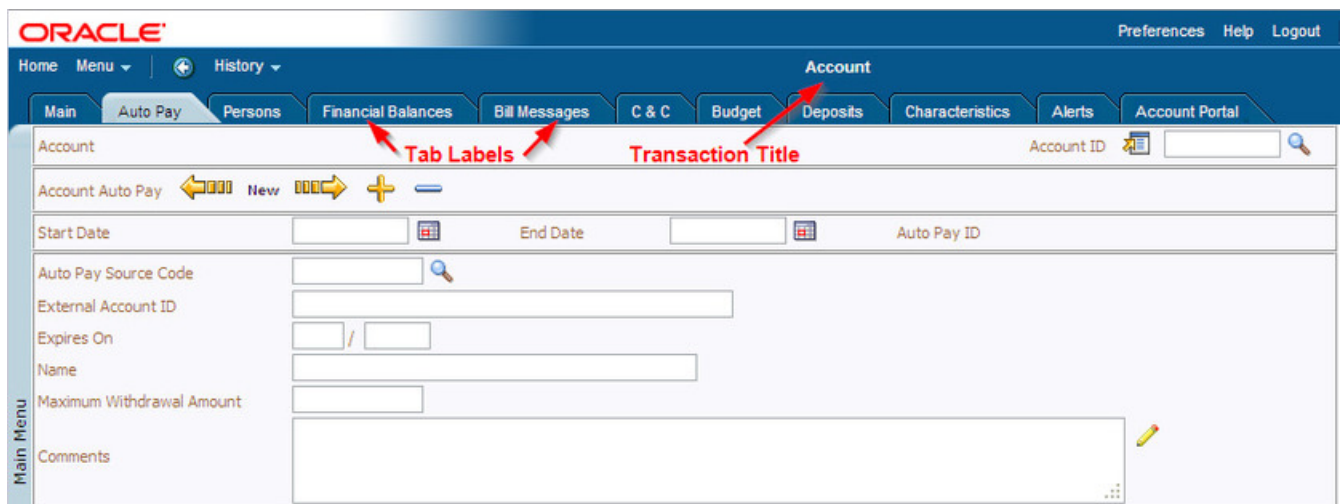 ORACLE
Preferences Help Logout
Home Menu History Account
Main Auto Pay Persons Financial Balances Bill Messages C & C Budget Deposits Characteristics Alerts Account Portal
Account Tab Labels Transaction Title Account ID
Account Auto Pay New
Start Date End Date Auto Pay ID
Auto Pay Source Code
External Account ID
Expires On /
Name
Maximum Withdrawal Amount
Comments
Main Menu